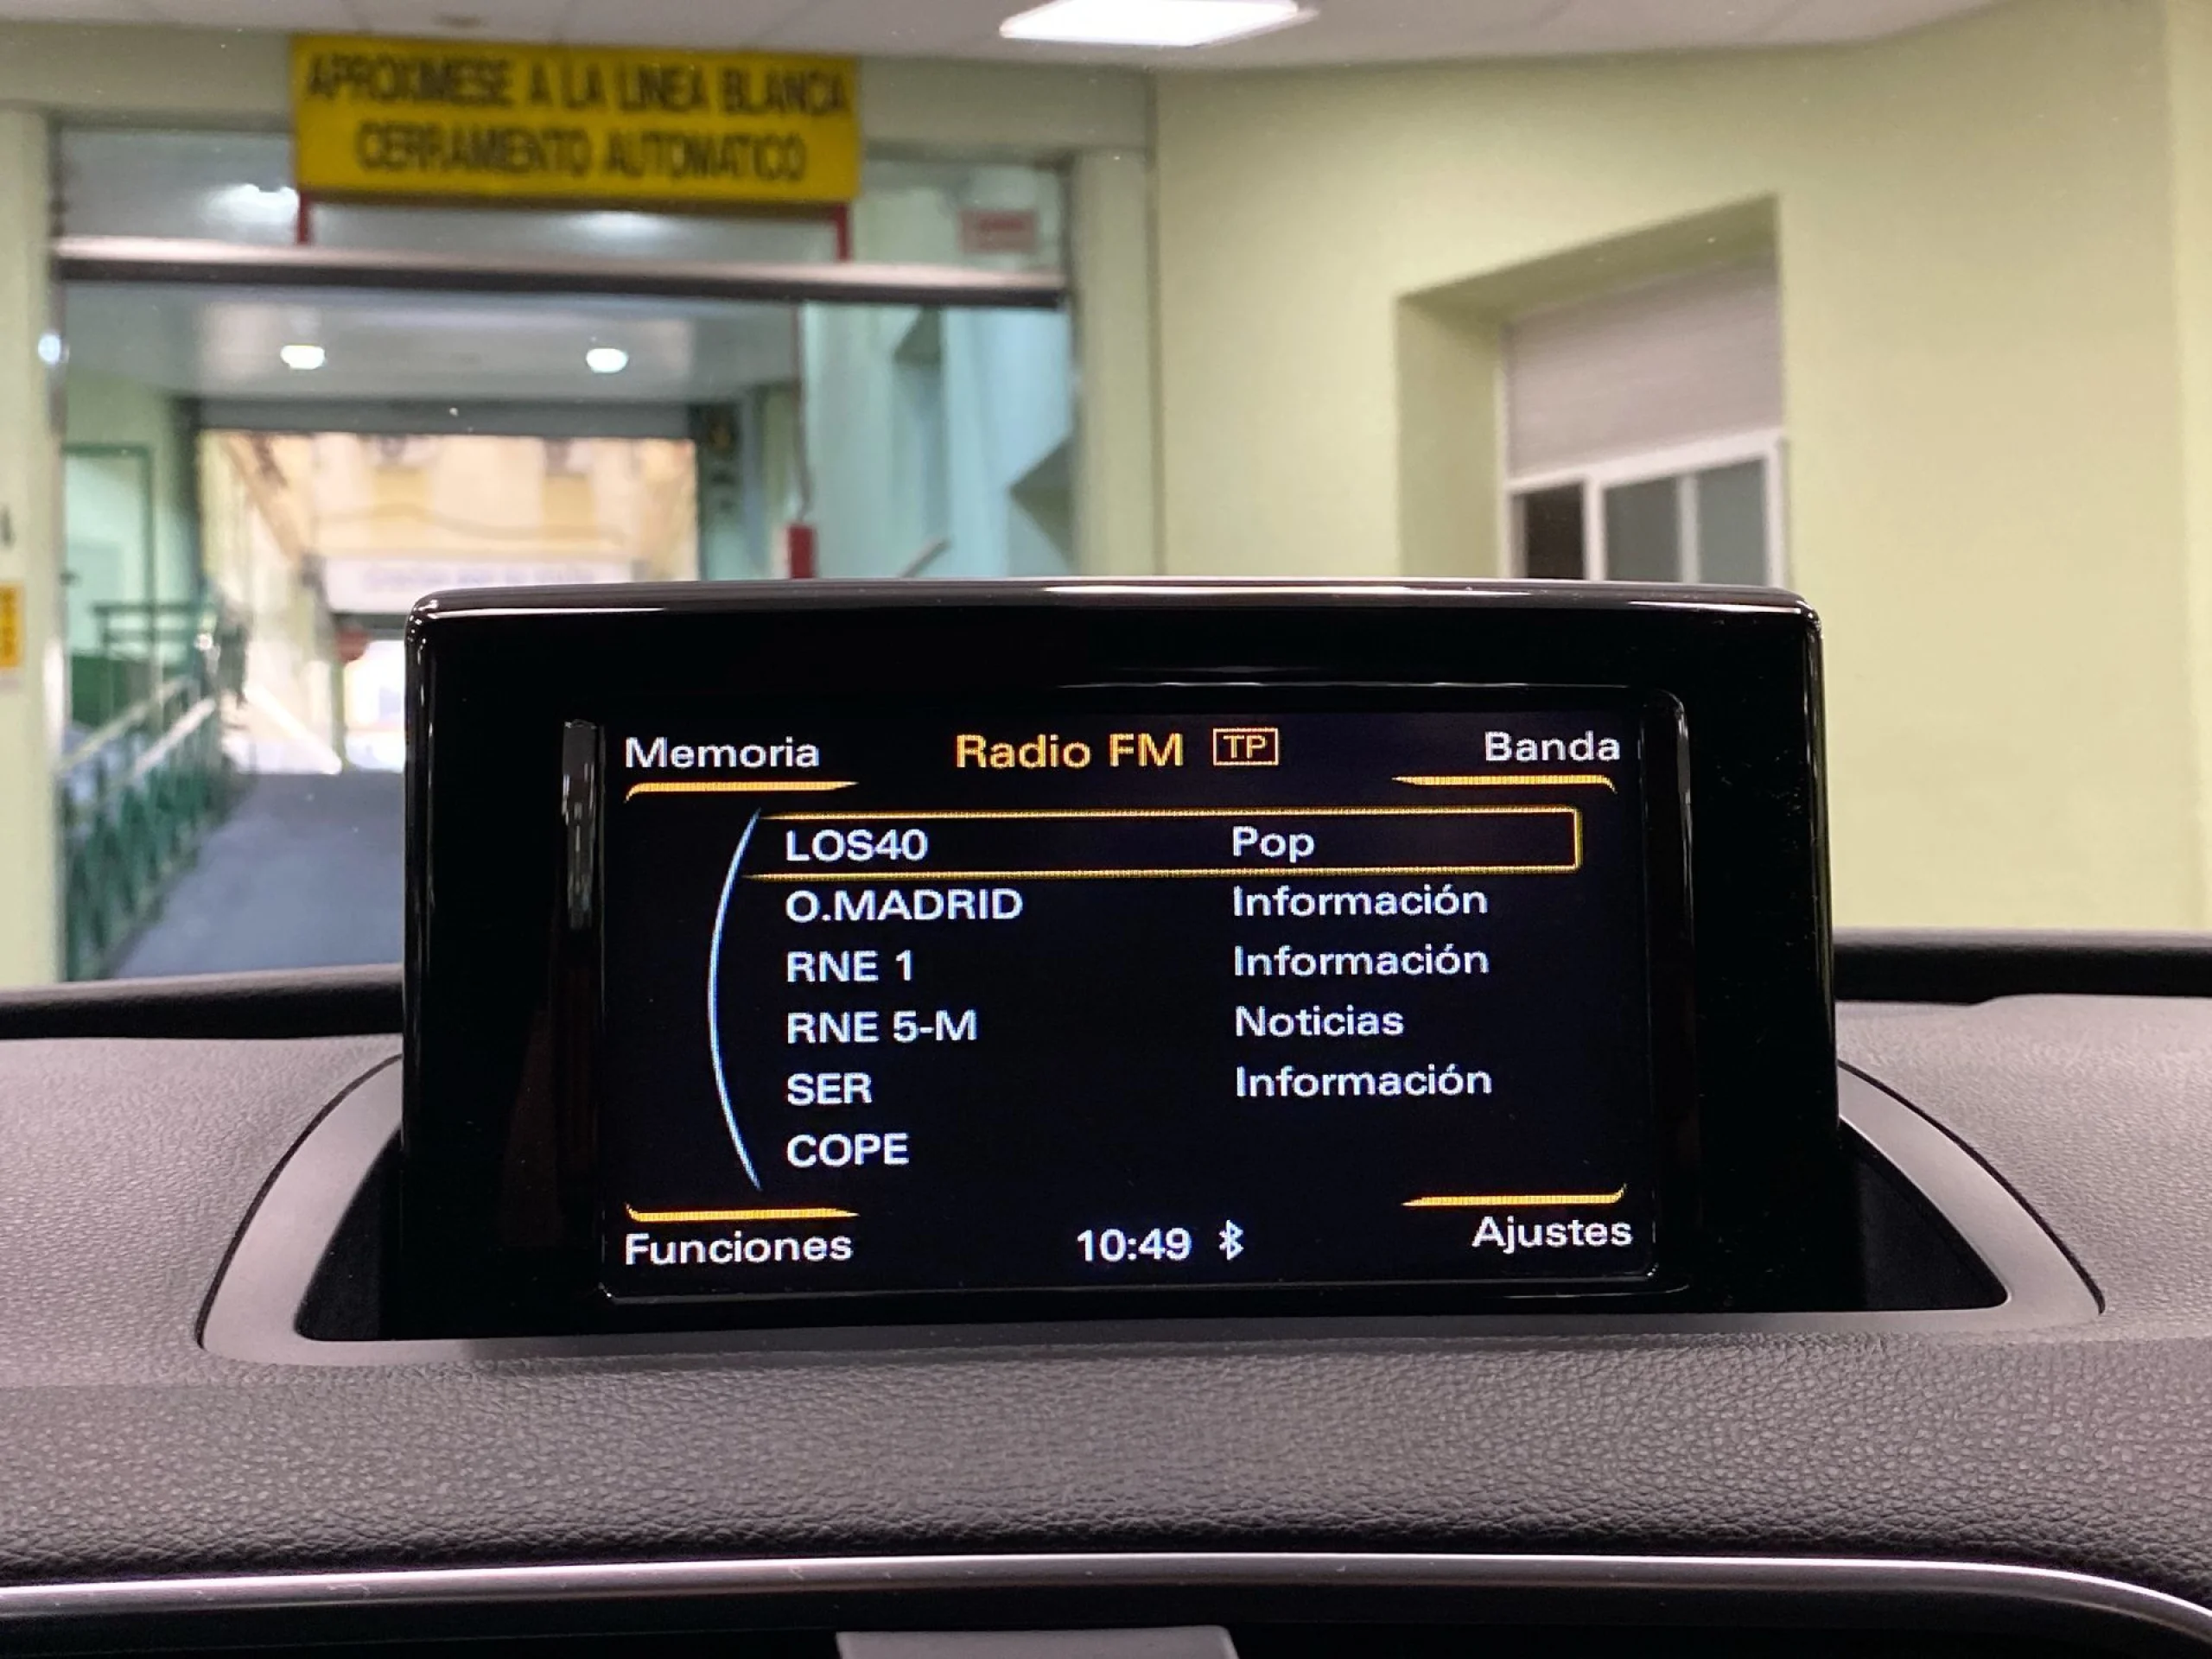 APROXIMESE A LA LINEA BLANCA
CERRAMIENTO AUTOMATICO
Memoria Radio FM TP Banda
LOS40 Pop
O.MADRID Información
RNE 1 Información
RNE 5-M Noticias
SER Información
COPE
Funciones 10:49 Ajustes